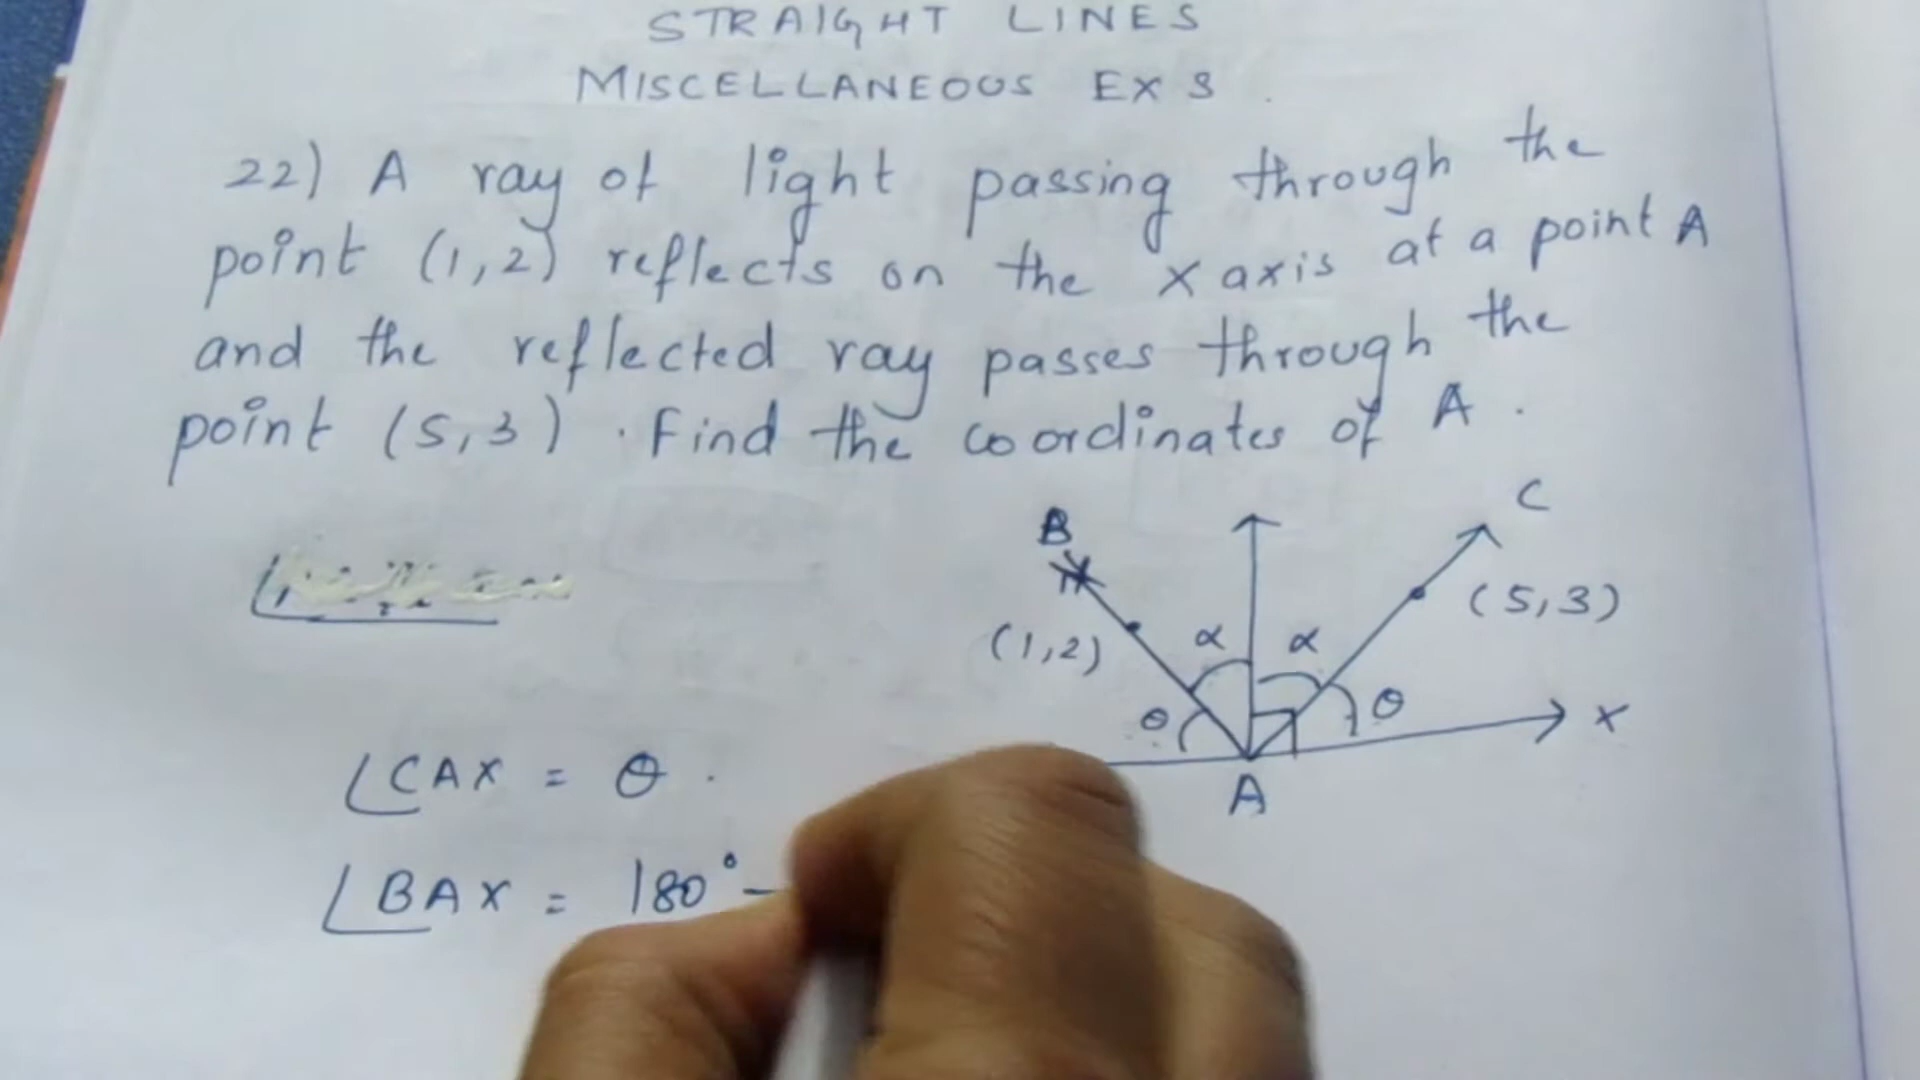 STRAIGHT LINES
MISCELLANEOUS EX 3.
22) A ray of light passing through the
point (1,2) reflects on the x axis at a point A
and the reflected ray passes through the
point (5,3). Find the coordinates of A.
B
C
(1,2)
α
α
(5,3)
θ
θ
x
A
∠CAX = θ.
∠BAX = 180° -